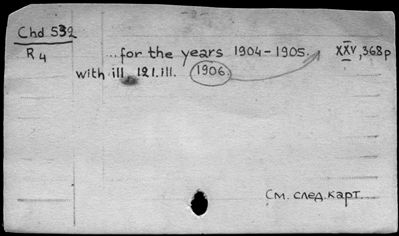 Chd 532
R 4
...for the years 1904-1905. XXV, 368 p
with ill 121.ill. 1906.
См. след. карт.